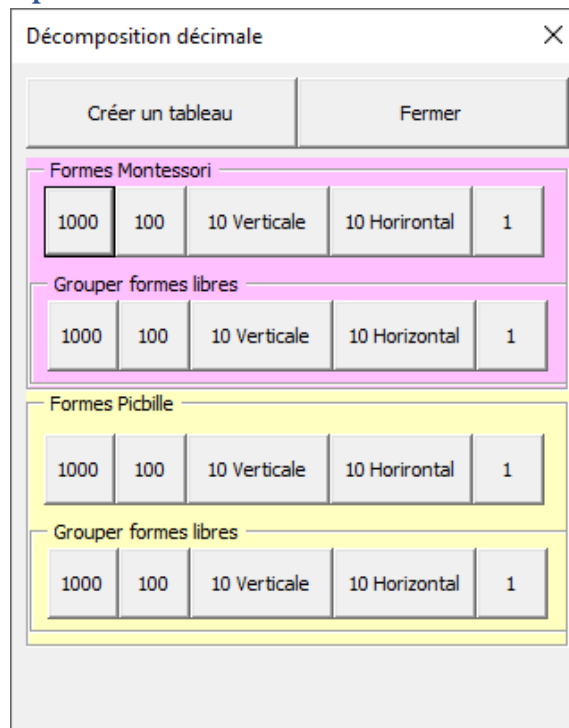 Décomposition décimale
Créer un tableau Fermer
Formes Montessori
1000 100 10 Verticale 10 Horirontal 1
Grouper formes libres
1000 100 10 Verticale 10 Horizontal 1
Formes Picbille
1000 100 10 Verticale 10 Horirontal 1
Grouper formes libres
1000 100 10 Verticale 10 Horizontal 1